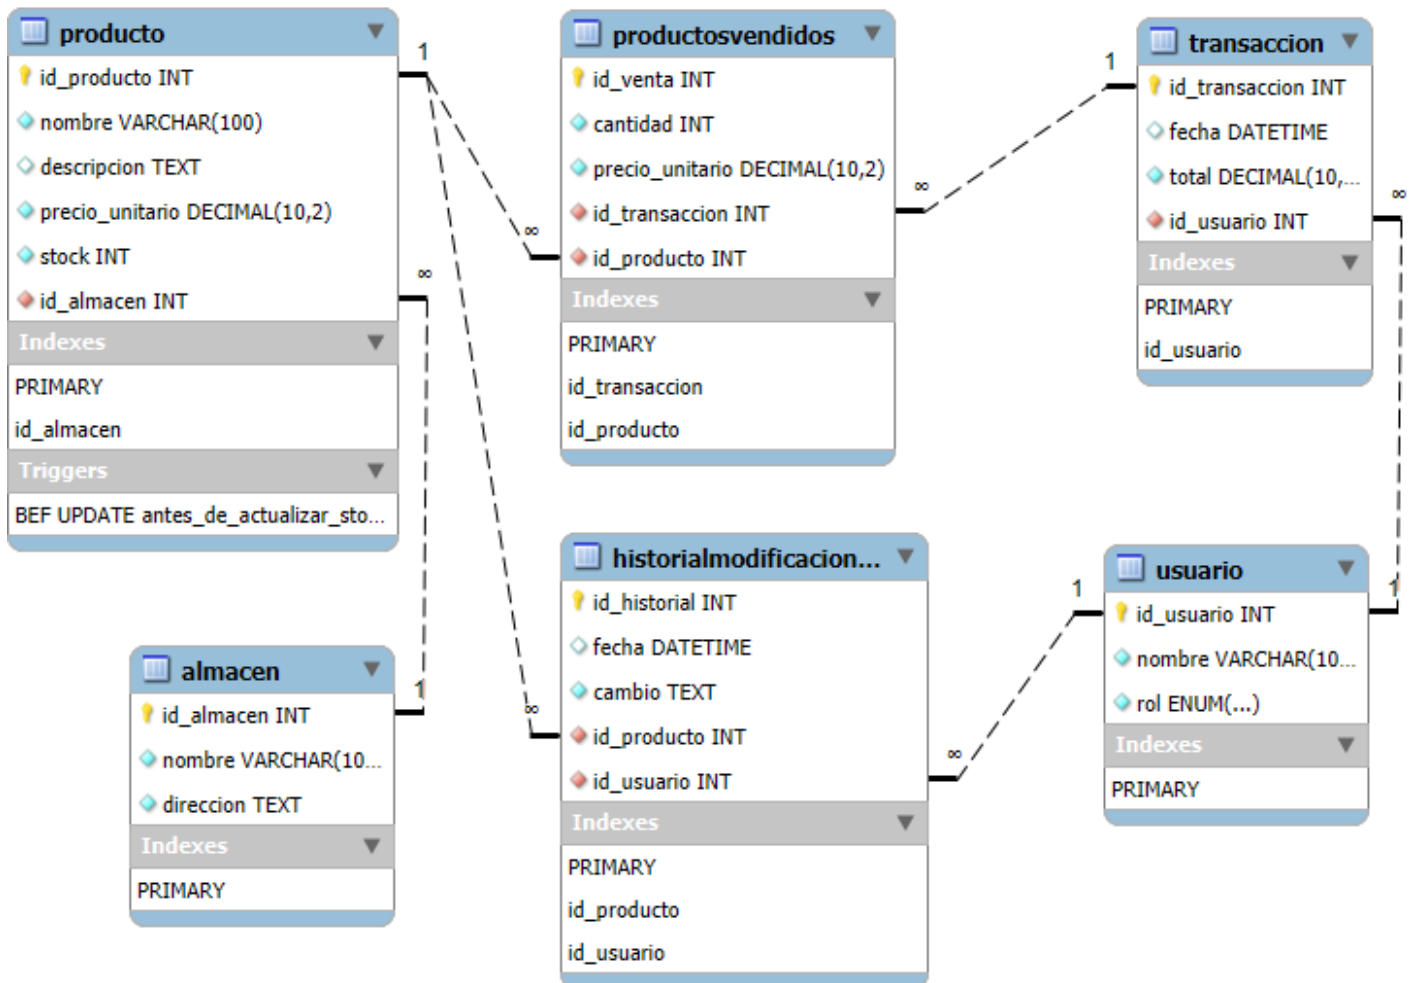 producto
id_producto INT
nombre VARCHAR(100)
descripcion TEXT
precio_unitario DECIMAL(10,2)
stock INT
id_almacen INT
Indexes
PRIMARY
id_almacen
Triggers
BEF UPDATE antes_de_actualizar_sto...
1
∞
productosvendidos
id_venta INT
cantidad INT
precio_unitario DECIMAL(10,2)
id_transaccion INT
id_producto INT
Indexes
PRIMARY
id_transaccion
id_producto
∞
∞
1
transaccion
id_transaccion INT
fecha DATETIME
total DECIMAL(10,...
id_usuario INT
Indexes
PRIMARY
id_usuario
∞
almacen
id_almacen INT
nombre VARCHAR(10...
direccion TEXT
Indexes
PRIMARY
1
historialmodificacion...
id_historial INT
fecha DATETIME
cambio TEXT
id_producto INT
id_usuario INT
Indexes
PRIMARY
id_producto
id_usuario
∞
∞
1
usuario
id_usuario INT
nombre VARCHAR(10...
rol ENUM(...)
Indexes
PRIMARY
1